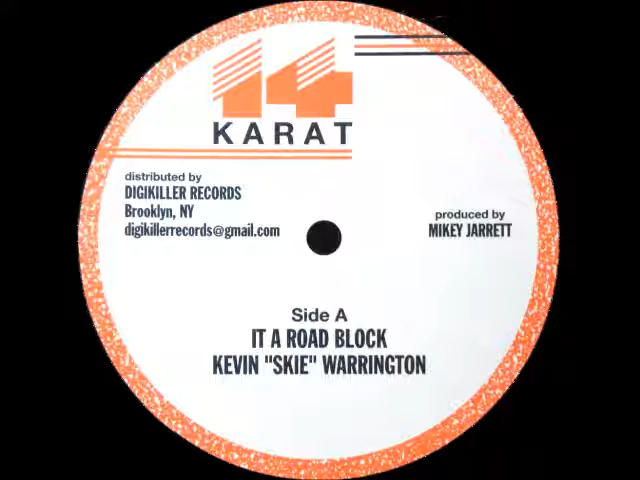 14
KARAT
distributed by
DIGIKILLER RECORDS
Brooklyn, NY
digikillerrecords@gmail.com
produced by
MIKEY JARRETT
Side A
IT A ROAD BLOCK
KEVIN "SKIE" WARRINGTON